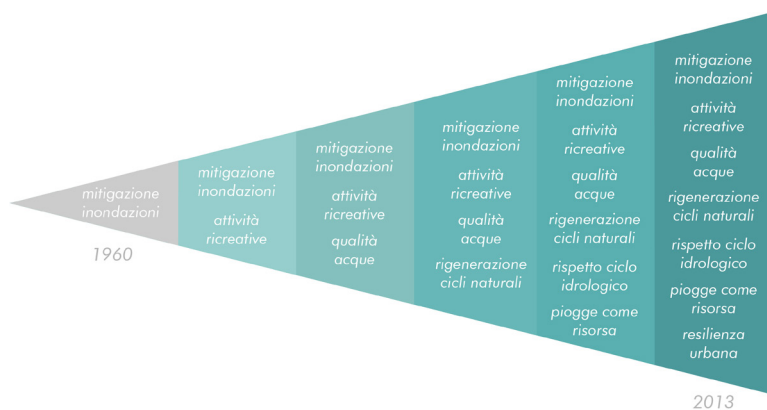 mitigazione
inondazioni
1960
mitigazione
inondazioni
attività
ricreative
mitigazione
inondazioni
attività
ricreative
qualità
acque
mitigazione
inondazioni
attività
ricreative
qualità
acque
rigenerazione
cicli naturali
mitigazione
inondazioni
attività
ricreative
qualità
acque
rigenerazione
cicli naturali
rispetto ciclo
idrologico
piogge come
risorsa
mitigazione
inondazioni
attività
ricreative
qualità
acque
rigenerazione
cicli naturali
rispetto ciclo
idrologico
piogge come
risorsa
resilienza
urbana
2013